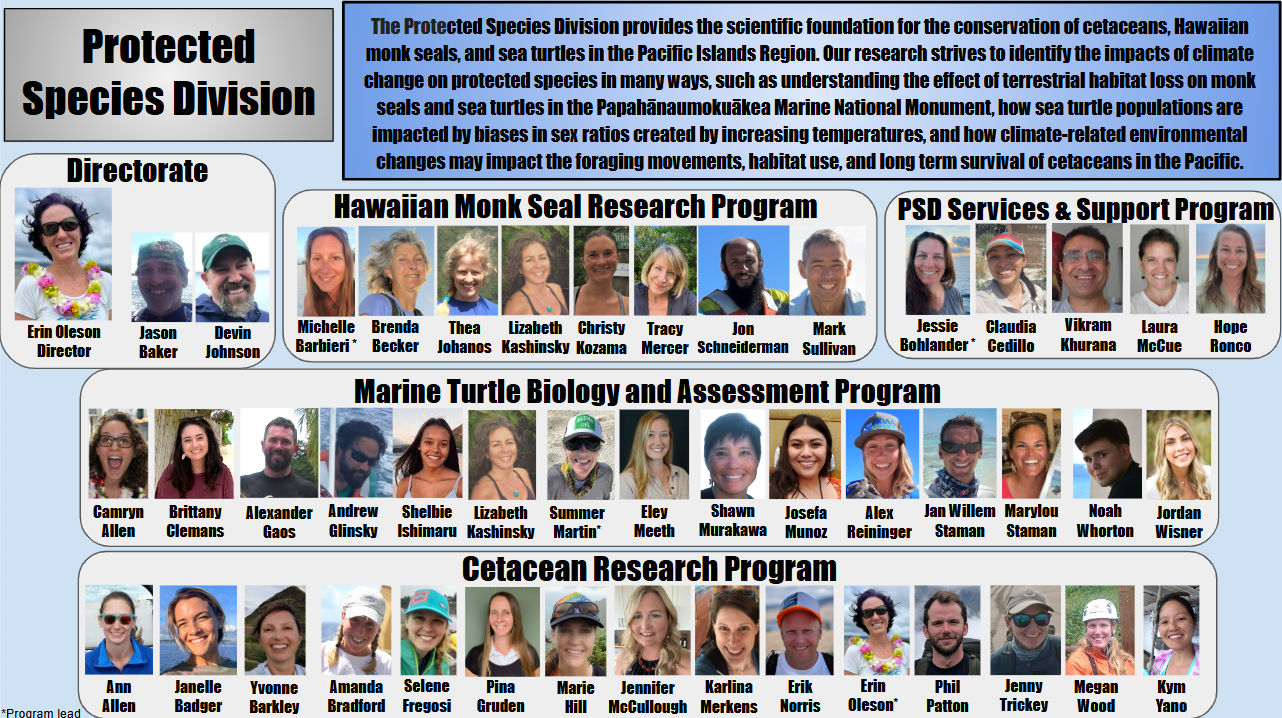 Protected
Species Division
The Protected Species Division provides the scientific foundation for the conservation of cetaceans, Hawaiian
monk seals, and sea turtles in the Pacific Islands Region. Our research strives to identify the impacts of climate
change on protected species in many ways, such as understanding the effect of terrestrial habitat loss on monk
seals and sea turtles in the Papahānaumokuākea Marine National Monument, how sea turtle populations are
impacted by biases in sex ratios created by increasing temperatures, and how climate-related environmental
changes may impact the foraging movements, habitat use, and long term survival of cetaceans in the Pacific.
Directorate
Erin Oleson
Director
Jason
Baker
Devin
Johnson
Hawaiian Monk Seal Research Program
Michelle
Barbieri *
Brenda
Becker
Thea
Johanos
Lizabeth
Kashinsky
Christy
Kozama
Tracy
Mercer
Jon
Schneiderman
Mark
Sullivan
PSD Services & Support Program
Jessie
Bohlander *
Claudia
Cedillo
Vikram
Khurana
Laura
McCue
Hope
Ronco
Marine Turtle Biology and Assessment Program
Camryn
Allen
Brittany
Clemans
Alexander
Gaos
Andrew
Glinsky
Shelbie
Ishimaru
Lizabeth
Kashinsky
Summer
Martin*
Eley
Meeth
Shawn
Murakawa
Josefa
Munoz
Alex
Reininger
Jan Willem
Staman
Marylou
Staman
Noah
Whorton
Jordan
Wisner
Cetacean Research Program
Ann
Allen
Janelle
Badger
Yvonne
Barkley
Amanda
Bradford
Selene
Fregosi
Pina
Gruden
Marie
Hill
Jennifer
McCullough
Karlina
Merkens
Erik
Norris
Erin
Oleson*
Phil
Patton
Jenny
Trickey
Megan
Wood
Kym
Yano
*Program lead